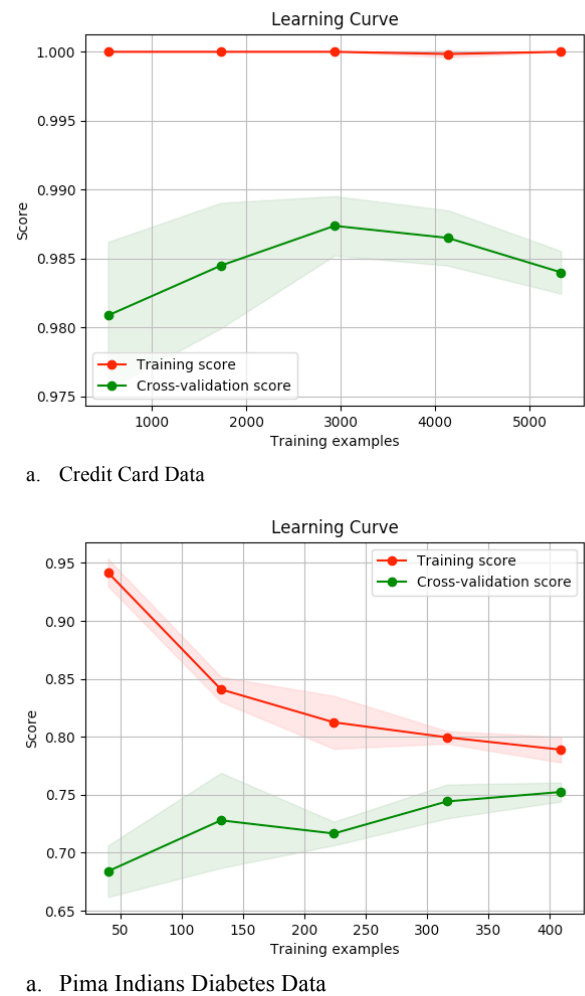 Learning Curve
1.000
0.995
0.990
0.985
0.980
0.975
Score
Training score
Cross-validation score
1000 2000 3000 4000 5000
Training examples
a. Credit Card Data
Learning Curve
0.95
0.90
0.85
0.80
0.75
0.70
0.65
Score
Training score
Cross-validation score
50 100 150 200 250 300 350 400
Training examples
a. Pima Indians Diabetes Data